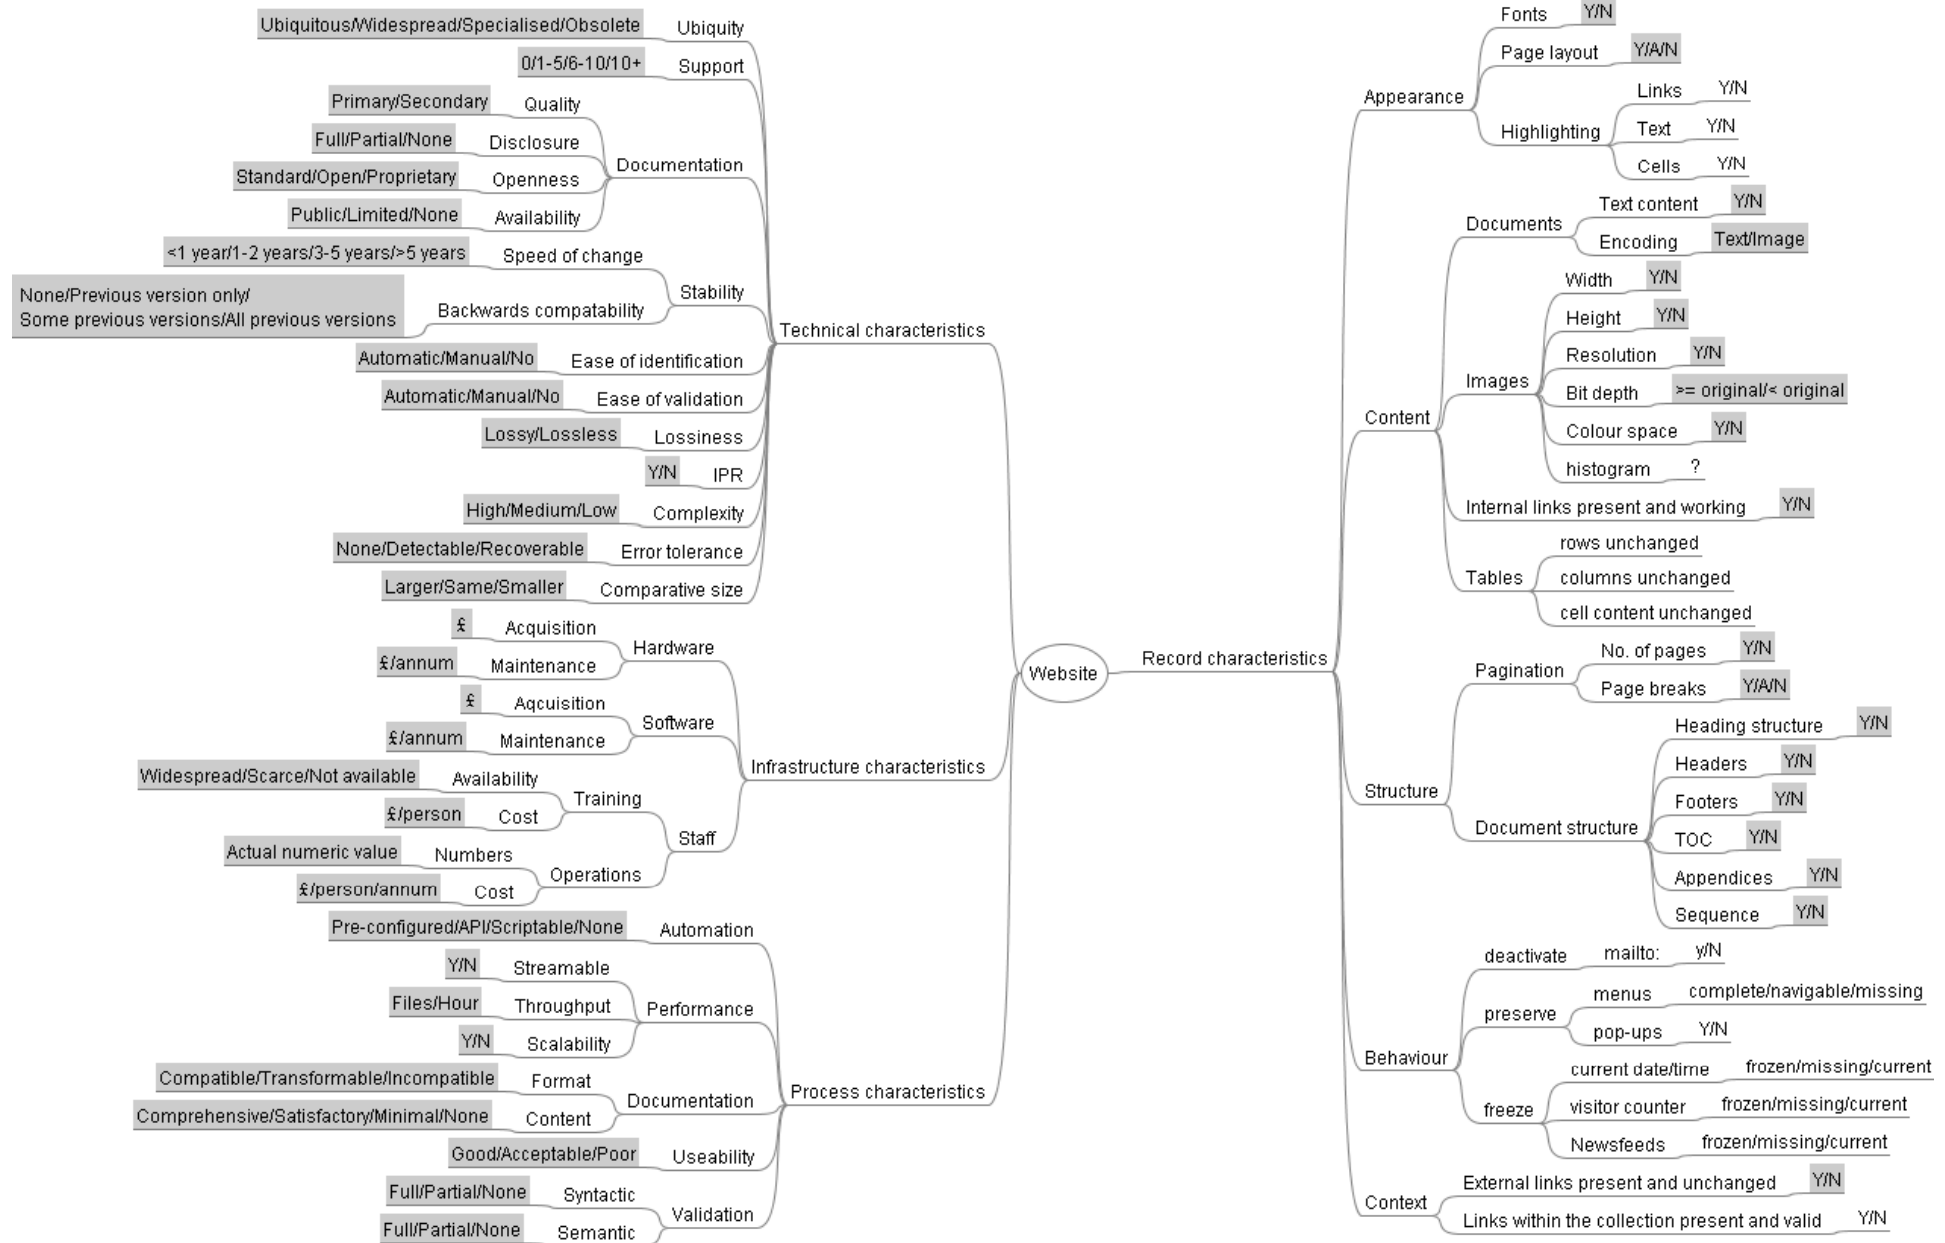 Ubiquitous/Widespread/Specialised/Obsolete Ubiquity
0/1-5/6-10/10+ Support
Primary/Secondary Quality
Full/Partial/None Disclosure
Documentation
Standard/Open/Proprietary Openness
Public/Limited/None Availability
<1 year/1-2 years/3-5 years/>5 years Speed of change
Stability
None/Previous version only/
Some previous versions/All previous versions
Backwards compatability
Technical characteristics
Automatic/Manual/No Ease of identification
Automatic/Manual/No Ease of validation
Lossy/Lossless Lossiness
Y/N IPR
High/Medium/Low Complexity
None/Detectable/Recoverable Error tolerance
Larger/Same/Smaller Comparative size
£ Acquisition
Hardware
£/annum Maintenance
£ Aqcuisition
Software
£/annum Maintenance
Infrastructure characteristics
Widespread/Scarce/Not available Availability
Training
£/person Cost
Staff
Actual numeric value Numbers
Operations
£/person/annum Cost
Pre-configured/API/Scriptable/None Automation
Y/N Streamable
Files/Hour Throughput
Performance
Y/N Scalability
Process characteristics
Compatible/Transformable/Incompatible Format
Documentation
Comprehensive/Satisfactory/Minimal/None Content
Good/Acceptable/Poor Useability
Full/Partial/None Syntactic
Validation
Full/Partial/None Semantic
Website
Record characteristics
Fonts Y/N
Page layout Y/A/N
Appearance
Links Y/N
Highlighting
Text Y/N
Cells Y/N
Text content Y/N
Documents
Encoding Text/Image
Width Y/N
Height Y/N
Resolution Y/N
Images
Bit depth >= original/< original
Content
Colour space Y/N
histogram ?
Internal links present and working Y/N
rows unchanged
Tables
columns unchanged
cell content unchanged
No. of pages Y/N
Pagination
Page breaks Y/A/N
Heading structure Y/N
Headers Y/N
Structure
Footers Y/N
Document structure
TOC Y/N
Appendices Y/N
Sequence Y/N
deactivate mailto: y/N
menus complete/navigable/missing
preserve
pop-ups Y/N
Behaviour
current date/time frozen/missing/current
freeze
visitor counter frozen/missing/current
Newsfeeds frozen/missing/current
External links present and unchanged Y/N
Context
Links within the collection present and valid Y/N